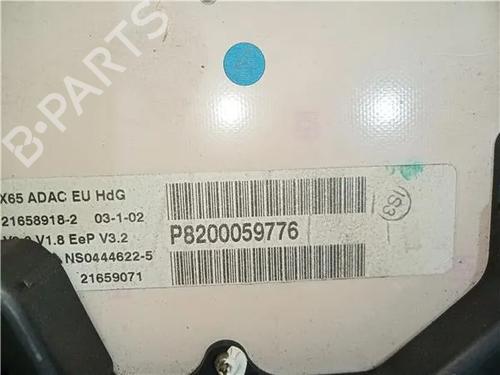 B-PARTS
X65 ADAC EU HdG
21658918-2 03-1-02
V1.8 EeP V3.2
NS0444622-5
21659071
P8200059776
1S3